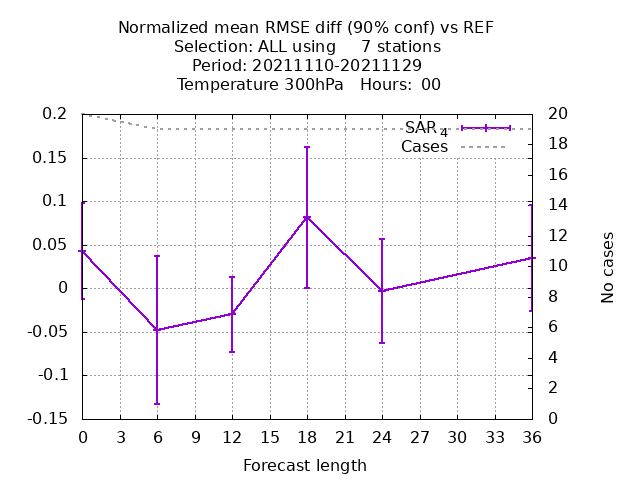 Normalized mean RMSE diff (90% conf) vs REF
Selection: ALL using     7 stations
Period: 20211110-20211129
Temperature 300hPa   Hours:  00
0.2
0.15
0.1
0.05
0
-0.05
-0.1
-0.15
20
18
16
14
12
10
8
6
4
2
0
SAR4
Cases
No cases
0 3 6 9 12 15 18 21 24 27 30 33 36
Forecast length